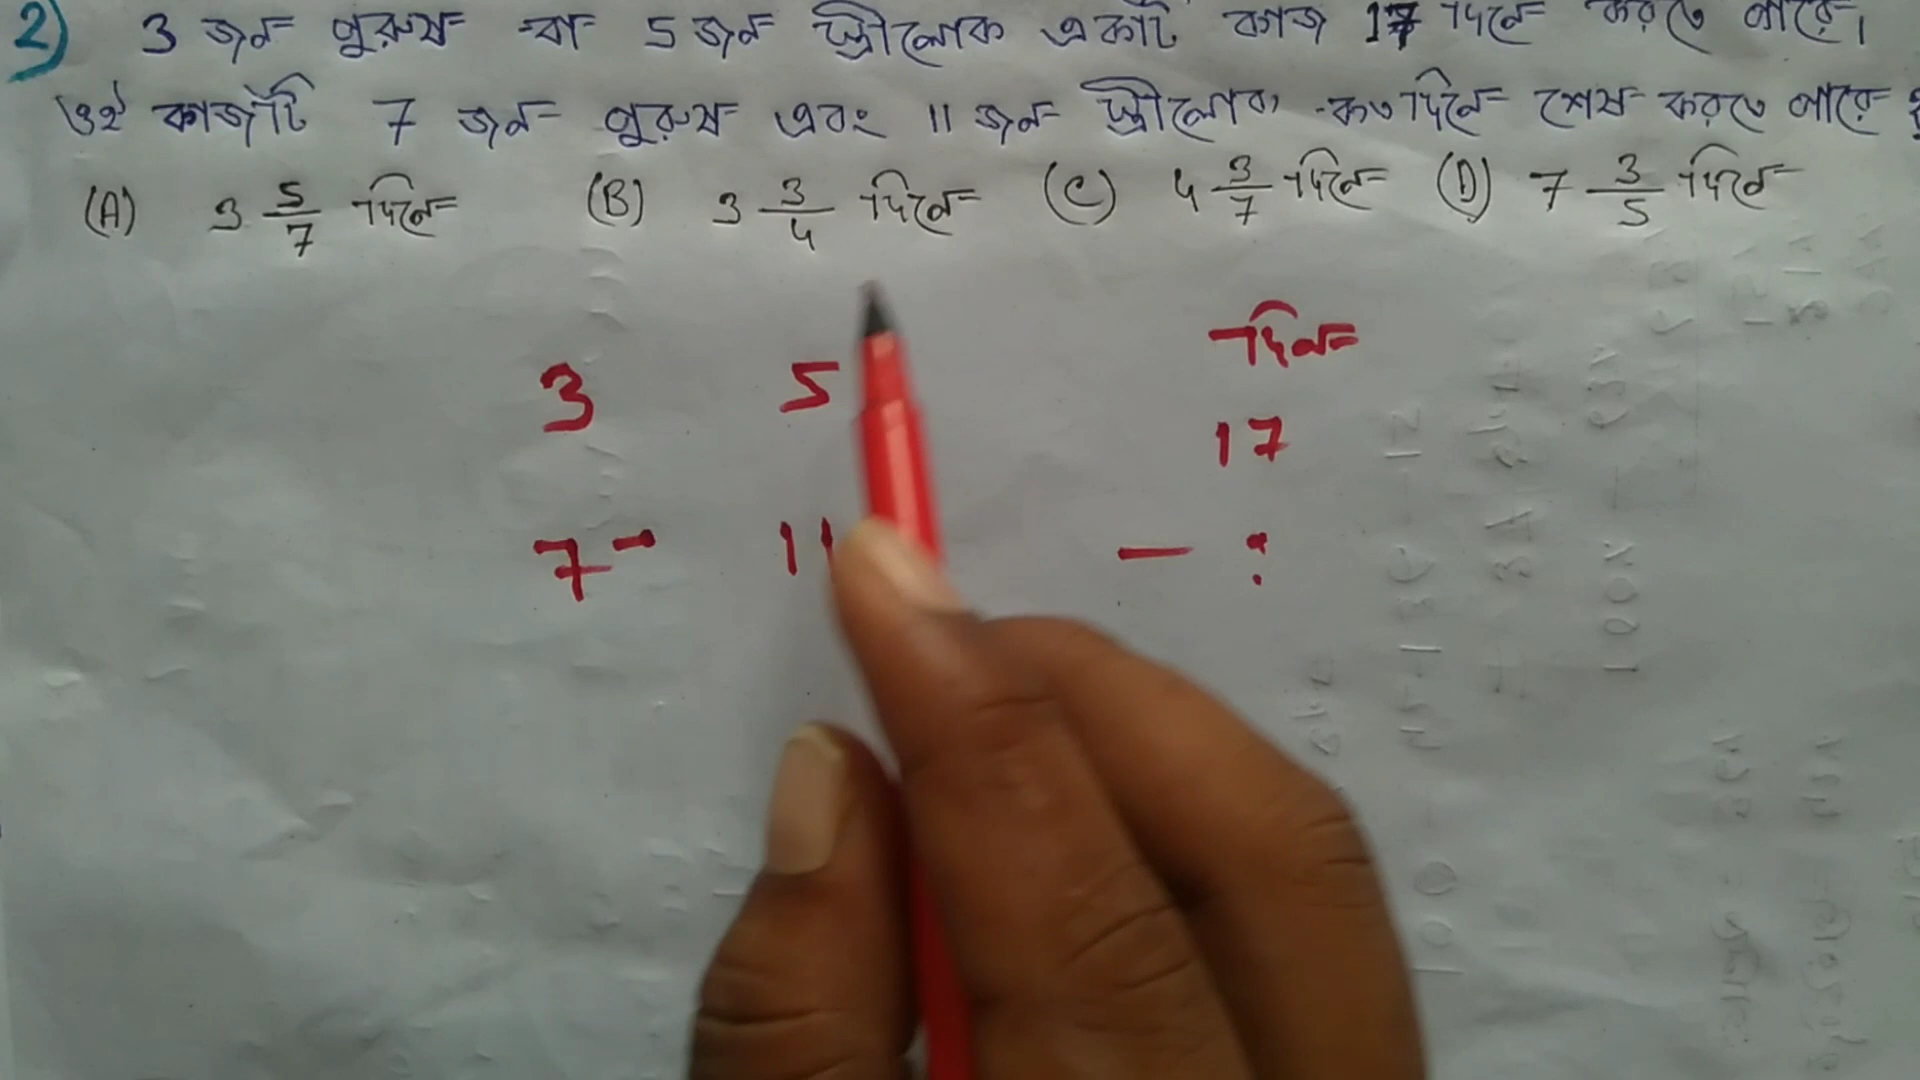 2) 3 জন পুরুষ বা 5 জন স্ত্রীলোক একটি কাজ 17 দিনে করতে পারে।
ওই কাজটি 7 জন পুরুষ এবং 11 জন স্ত্রীলোক কত দিনে শেষ করতে পারে ?
(A) 3 5/7 দিনে (B) 3 3/4 দিনে (C) 4 3/7 দিনে (D) 7 3/5 দিনে
দিন
3 5 17
7 - 11 - ?